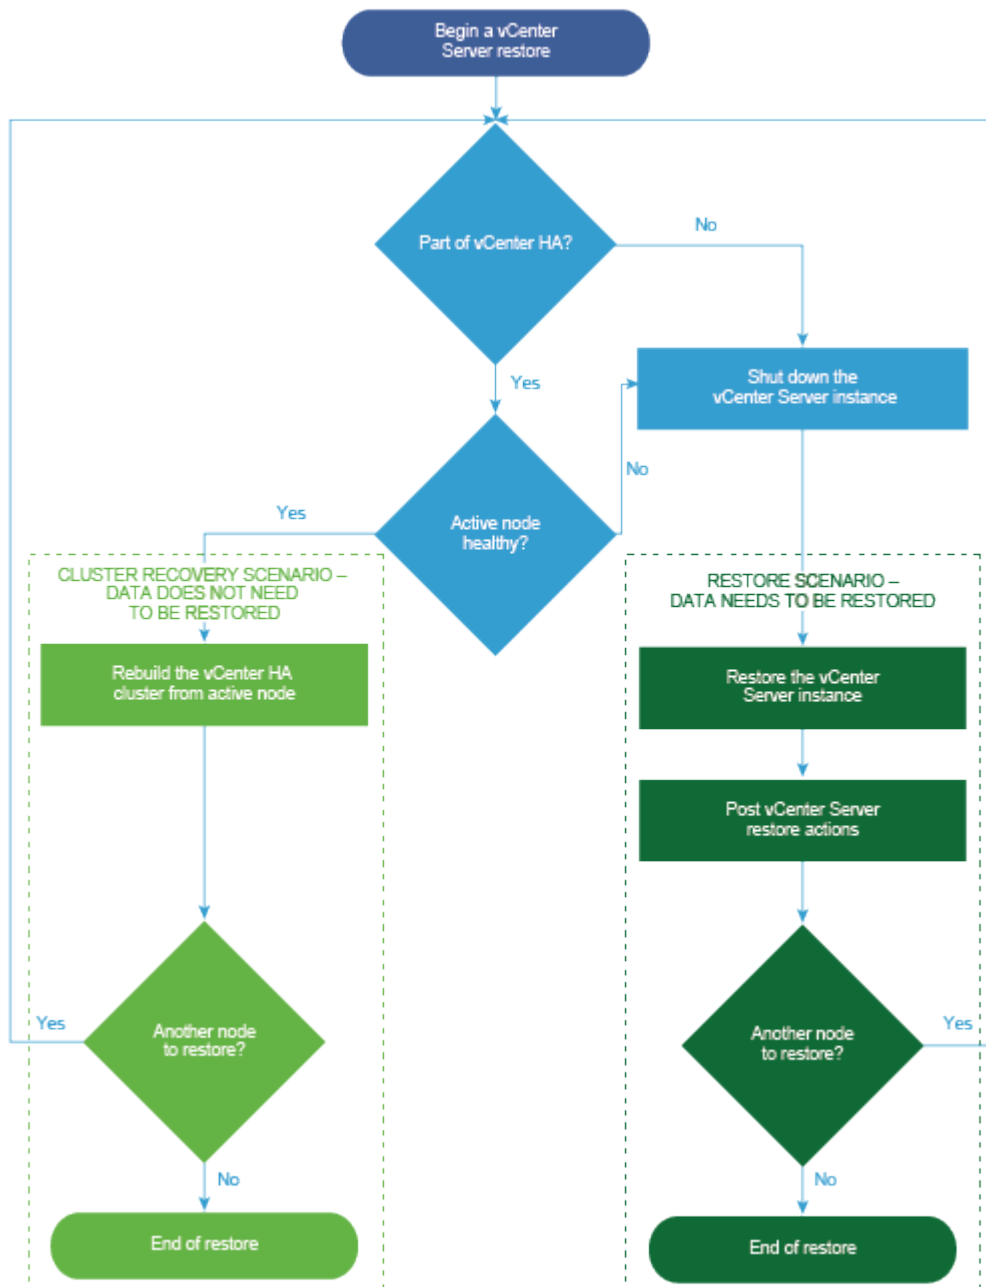 Begin a vCenter
Server restore
Part of vCenter HA?
No
Yes
Shut down the
vCenter Server instance
No
Active node
healthy?
Yes
CLUSTER RECOVERY SCENARIO –
DATA DOES NOT NEED
TO BE RESTORED
Rebuild the vCenter HA
cluster from active node
Another node
to restore?
Yes
No
End of restore
RESTORE SCENARIO –
DATA NEEDS TO BE RESTORED
Restore the vCenter
Server instance
Post vCenter Server
restore actions
Another node
to restore?
Yes
No
End of restore